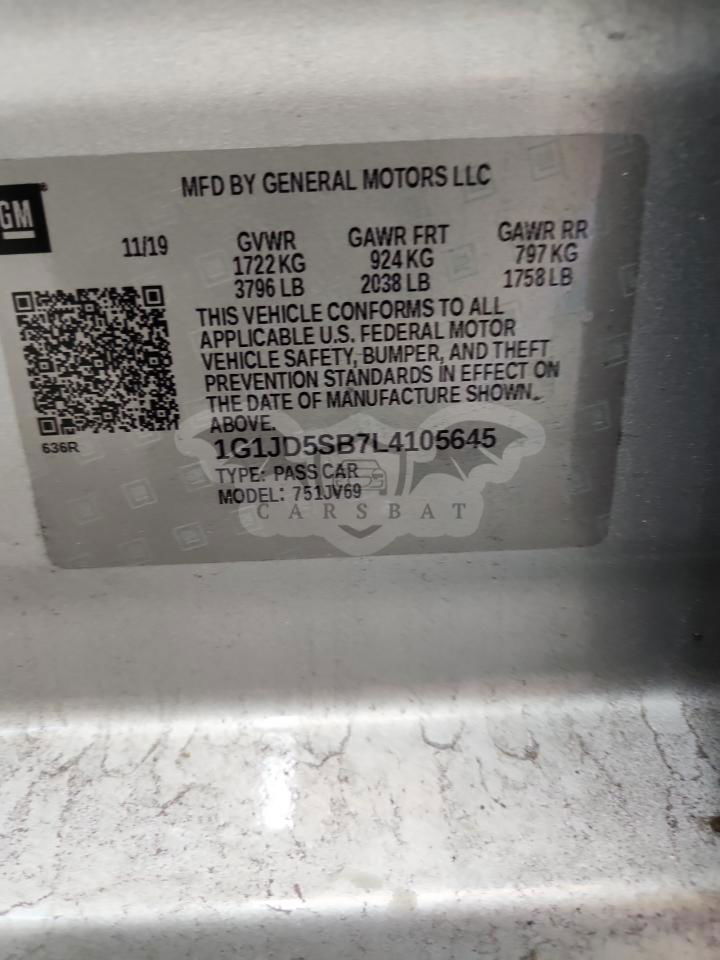 MFD BY GENERAL MOTORS LLC
GM
11/19
GVWR
1722 KG
3796 LB
GAWR FRT
924 KG
2038 LB
GAWR RR
797 KG
1758 LB
THIS VEHICLE CONFORMS TO ALL
APPLICABLE U.S. FEDERAL MOTOR
VEHICLE SAFETY, BUMPER, AND THEFT
PREVENTION STANDARDS IN EFFECT ON
THE DATE OF MANUFACTURE SHOWN
ABOVE.
636R
1G1JD5SB7L4105645
TYPE: PASS CAR
MODEL: 751JV69
CARSBAT